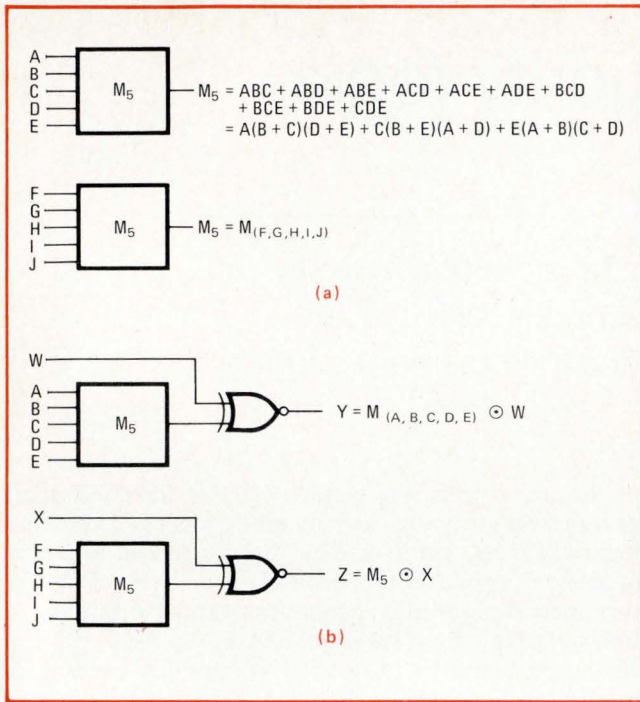 A
B
C
D
E
M₅
M₅ = ABC + ABD + ABE + ACD + ACE + ADE + BCD
+ BCE + BDE + CDE
= A(B + C)(D + E) + C(B + E)(A + D) + E(A + B)(C + D)
F
G
H
I
J
M₅
M₅ = M(F,G,H,I,J)
(a)
W
A
B
C
D
E
M₅
Y = M (A, B, C, D, E) ⊙ W
X
F
G
H
I
J
M₅
Z = M₅ ⊙ X
(b)